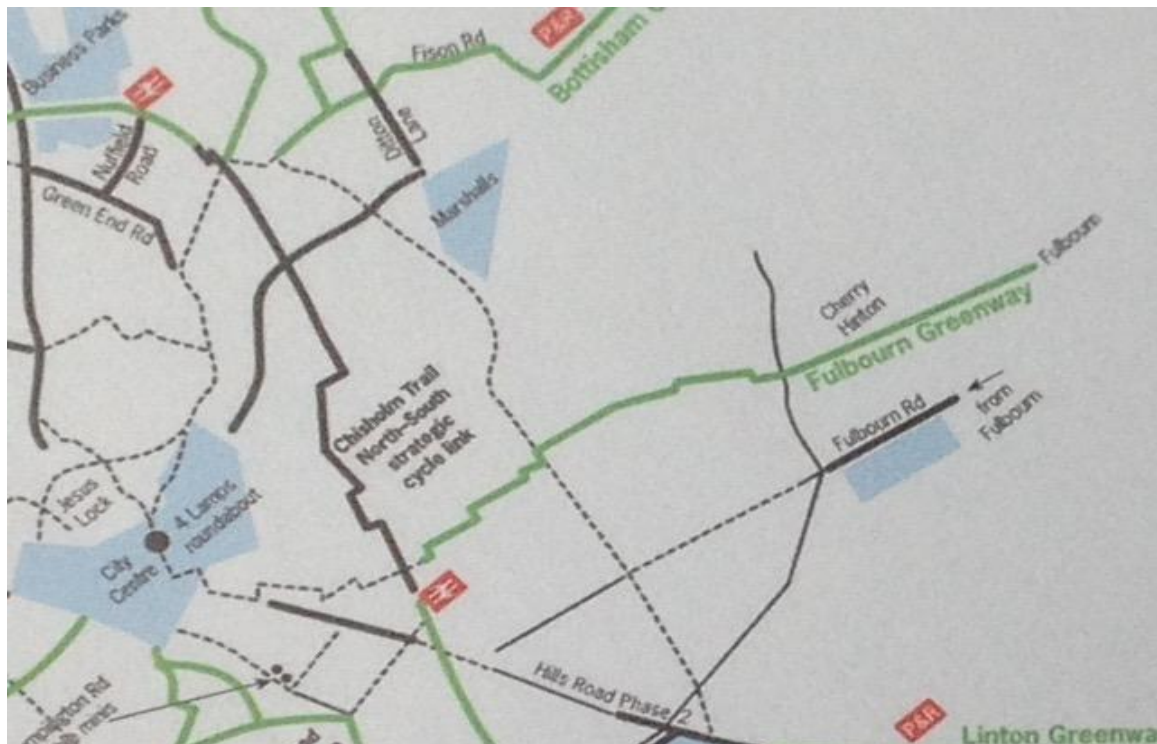 Business Parks
Fison Rd
P&R
Bottisham
Ditton
Lane
Nuffield
Road
Green End Rd
Marshalls
Fulbourn
Cherry
Hinton
Fulbourn Greenway
Chisholm Trail
North–South
strategic
cycle link
Fulbourn Rd
from
Fulbourn
Jesus
Lock
4 Lamps
roundabout
City
Centre
Hills Road Phase 2
Rd
P&R
Linton Greenwa